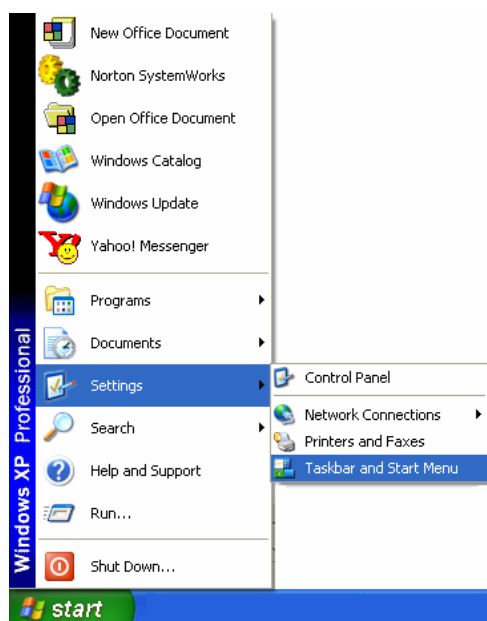 New Office Document
Norton SystemWorks
Open Office Document
Windows Catalog
Windows Update
Yahoo! Messenger
Programs
Documents
Settings
Search
Help and Support
Run...
Shut Down...
Control Panel
Network Connections
Printers and Faxes
Taskbar and Start Menu
Windows XP Professional
start